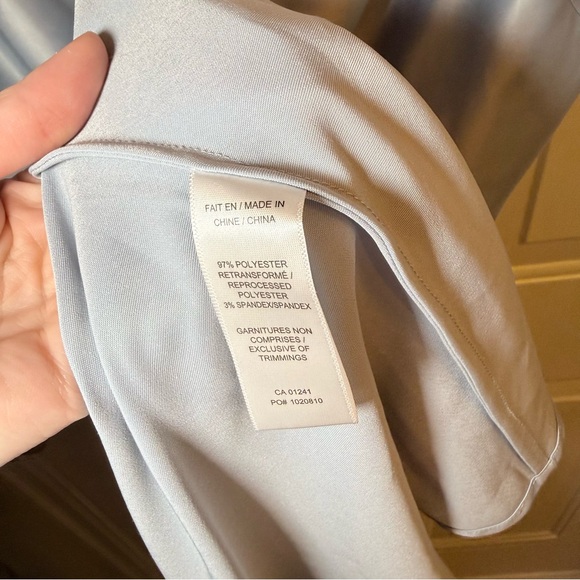 FAIT EN / MADE IN
CHINE / CHINA
97% POLYESTER
RETRANSFORMÉ /
REPROCESSED
POLYESTER
3% SPANDEX/SPANDEX
GARNITURES NON
COMPRISES /
EXCLUSIVE OF
TRIMMINGS
CA 01241
PO# 1020810